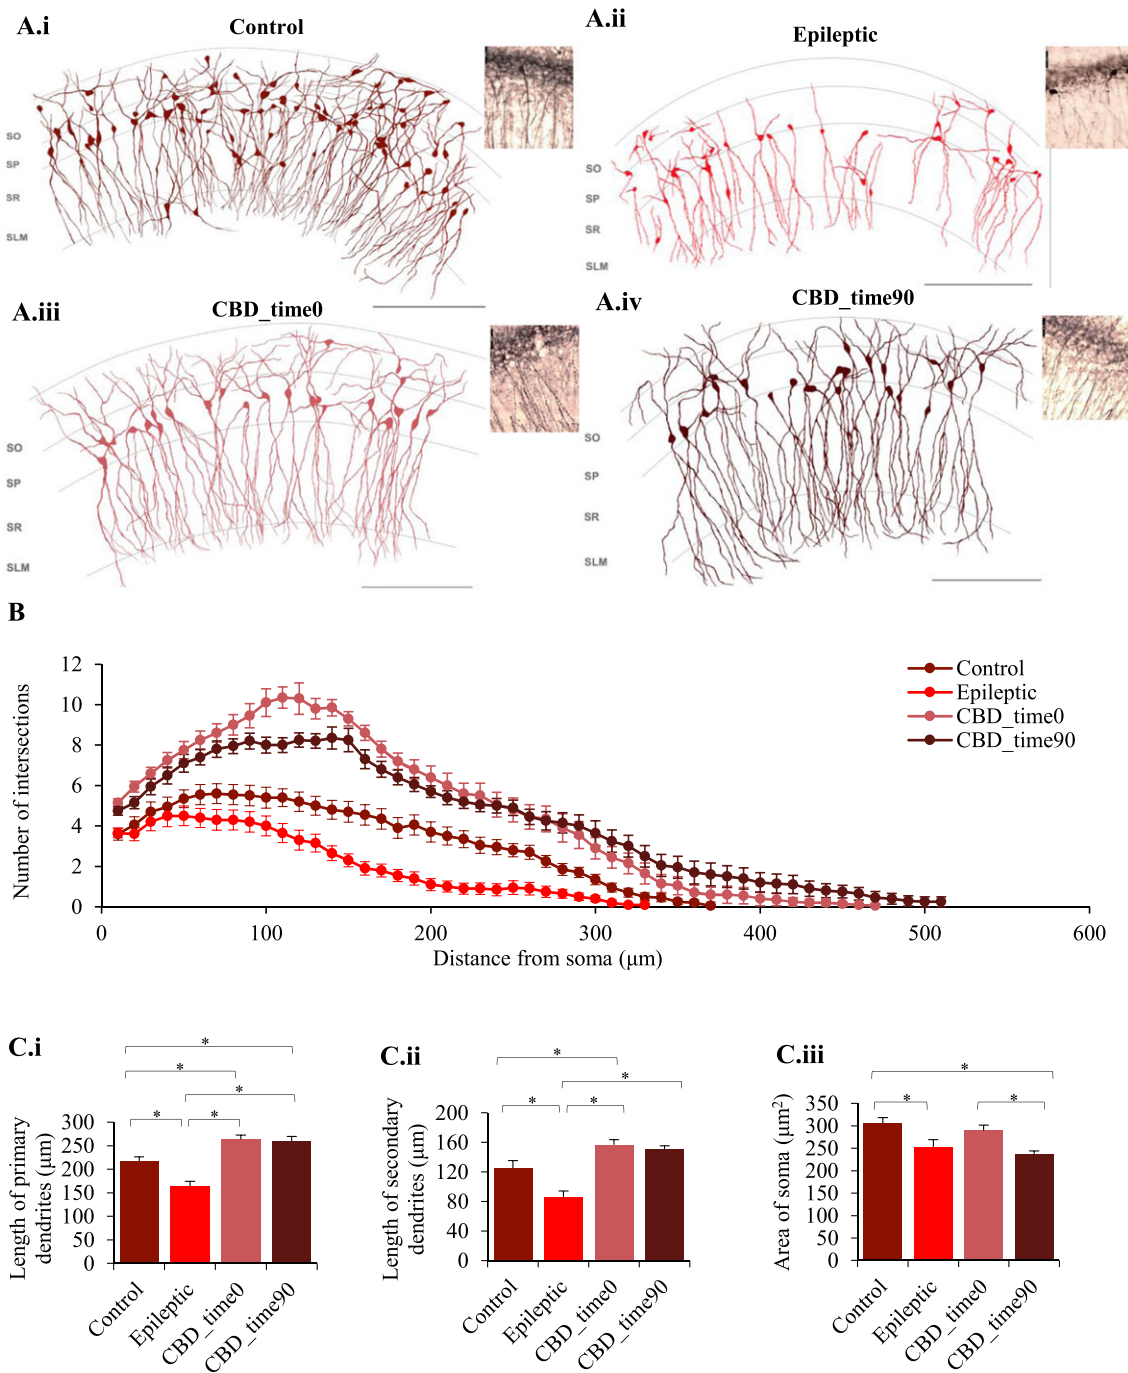 A.i
Control
SO
SP
SR
SLM
A.ii
Epileptic
SO
SP
SR
SLM
A.iii
CBD_time0
SO
SP
SR
SLM
A.iv
CBD_time90
SO
SP
SR
SLM
B
Number of intersections
12
10
8
6
4
2
0
0 100 200 300 400 500 600
Distance from soma (μm)
Control
Epileptic
CBD_time0
CBD_time90
C.i
Length of primary
dendrites (μm)
300
250
200
150
100
50
0
* * * * *
Control
Epileptic
CBD_time0
CBD_time90
C.ii
Length of secondary
dendrites (μm)
200
160
120
80
40
0
* * * *
Control
Epileptic
CBD_time0
CBD_time90
C.iii
Area of soma (μm²)
350
300
250
200
150
100
50
0
* * *
Control
Epileptic
CBD_time0
CBD_time90